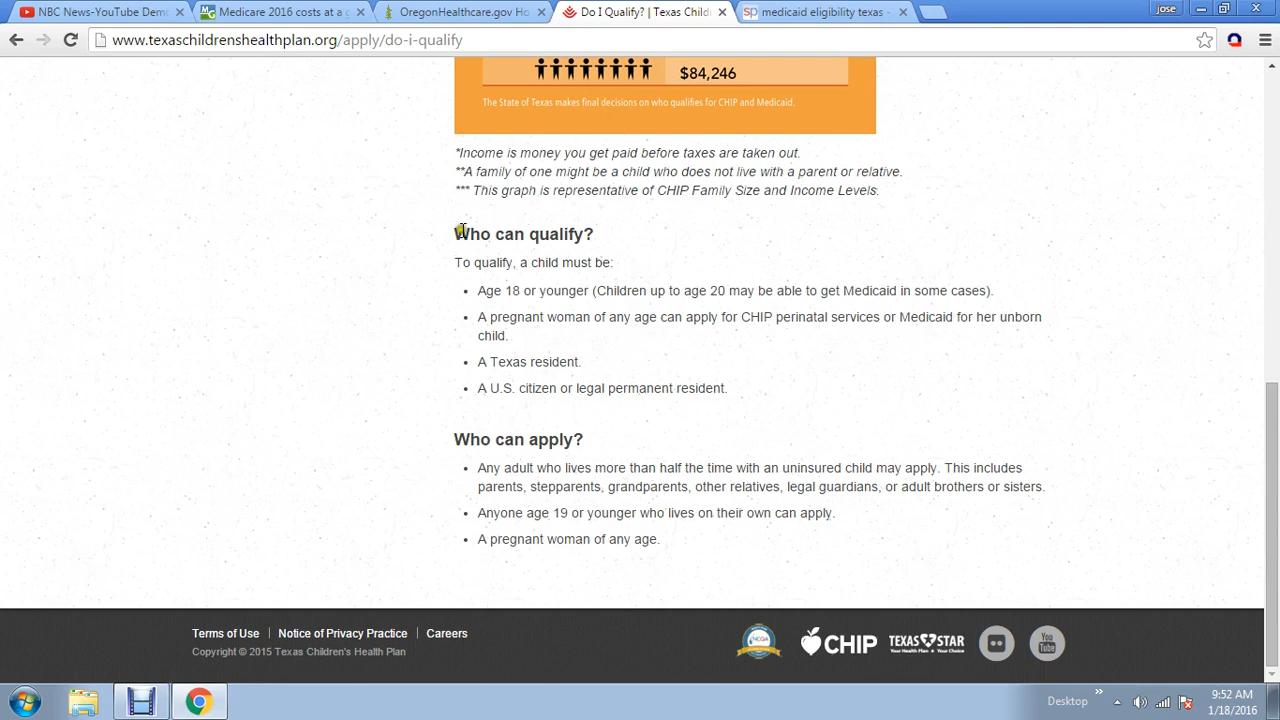 NBC News-YouTube Dem
Medicare 2016 costs at a g
OregonHealthcare.gov Ho
Do I Qualify? | Texas Child
medicaid eligibility texas -
jose
www.texaschildrenshealthplan.org/apply/do-i-qualify
$84,246
The State of Texas makes final decisions on who qualifies for CHIP and Medicaid.
*Income is money you get paid before taxes are taken out.
**A family of one might be a child who does not live with a parent or relative.
*** This graph is representative of CHIP Family Size and Income Levels.
Who can qualify?
To qualify, a child must be:
Age 18 or younger (Children up to age 20 may be able to get Medicaid in some cases).
A pregnant woman of any age can apply for CHIP perinatal services or Medicaid for her unborn
child.
A Texas resident.
A U.S. citizen or legal permanent resident.
Who can apply?
Any adult who lives more than half the time with an uninsured child may apply. This includes
parents, stepparents, grandparents, other relatives, legal guardians, or adult brothers or sisters.
Anyone age 19 or younger who lives on their own can apply.
A pregnant woman of any age.
Terms of Use | Notice of Privacy Practice | Careers
Copyright © 2015 Texas Children's Health Plan
NCQA
CHIP
TEXAS STAR
Your Health Plan ★ Your Choice
You Tube
Desktop
9:52 AM
1/18/2016